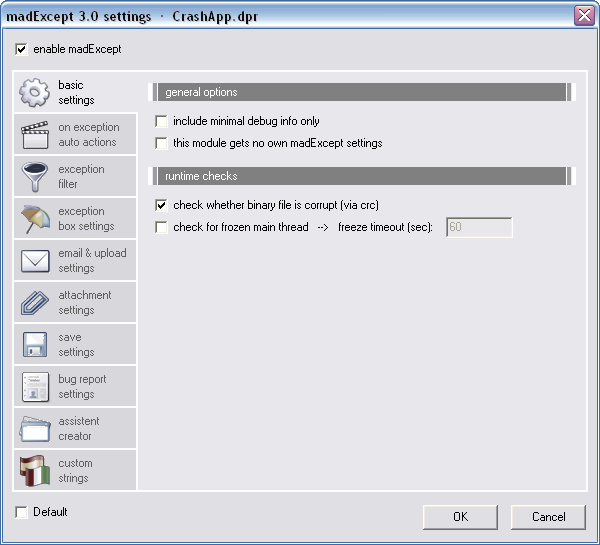 madExcept 3.0 settings · CrashApp.dpr
enable madExcept
basic
settings
on exception
auto actions
exception
filter
exception
box settings
email & upload
settings
attachment
settings
save
settings
bug report
settings
assistent
creator
custom
strings
general options
include minimal debug info only
this module gets no own madExcept settings
runtime checks
check whether binary file is corrupt (via crc)
check for frozen main thread --> freeze timeout (sec): 60
Default
OK
Cancel